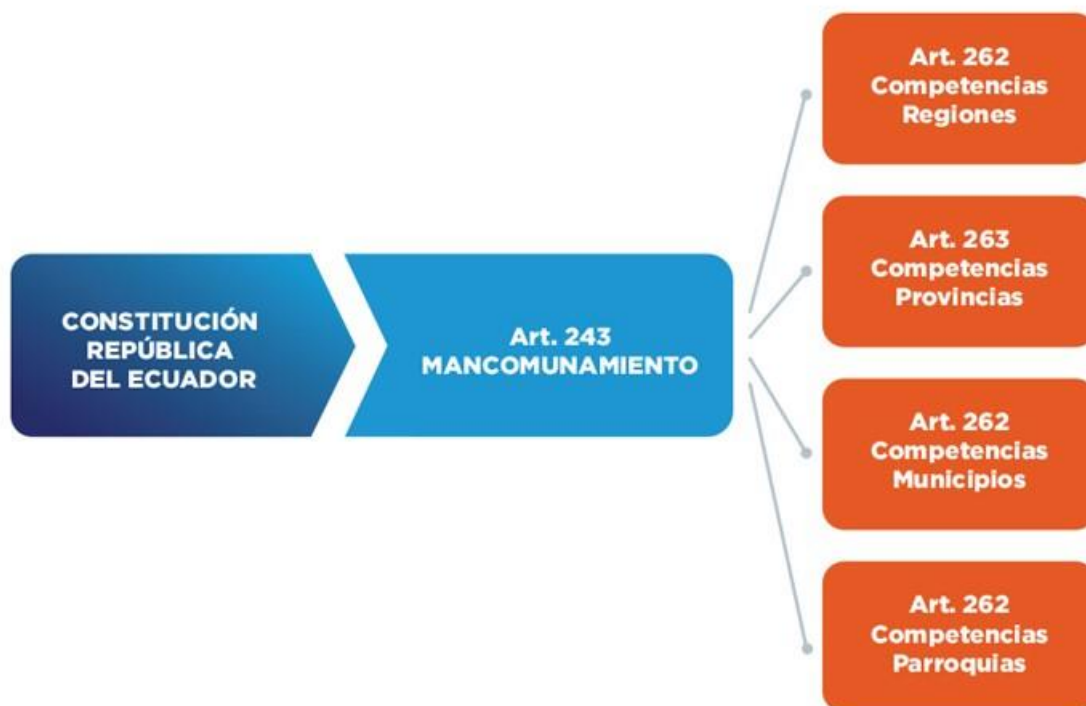 CONSTITUCIÓN
REPÚBLICA
DEL ECUADOR
Art. 243
MANCOMUNAMIENTO
Art. 262
Competencias
Regiones
Art. 263
Competencias
Provincias
Art. 262
Competencias
Municipios
Art. 262
Competencias
Parroquias